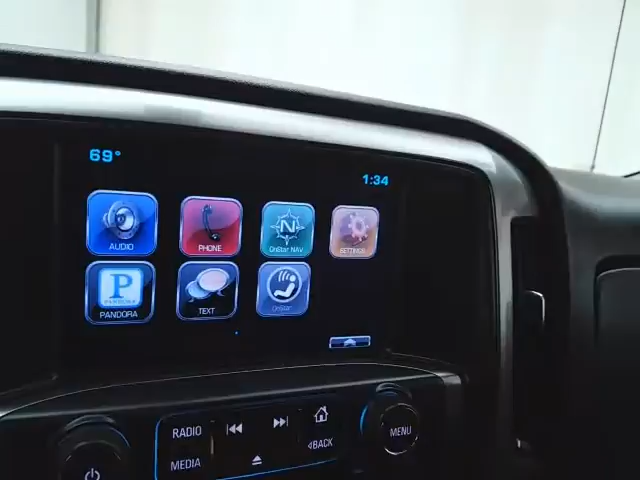 69°
1:34
AUDIO
PHONE
N
OnStar NAV
SETTINGS
P
PANDORA
PANDORA
TEXT
OnStar
RADIO
MEDIA
BACK
MENU